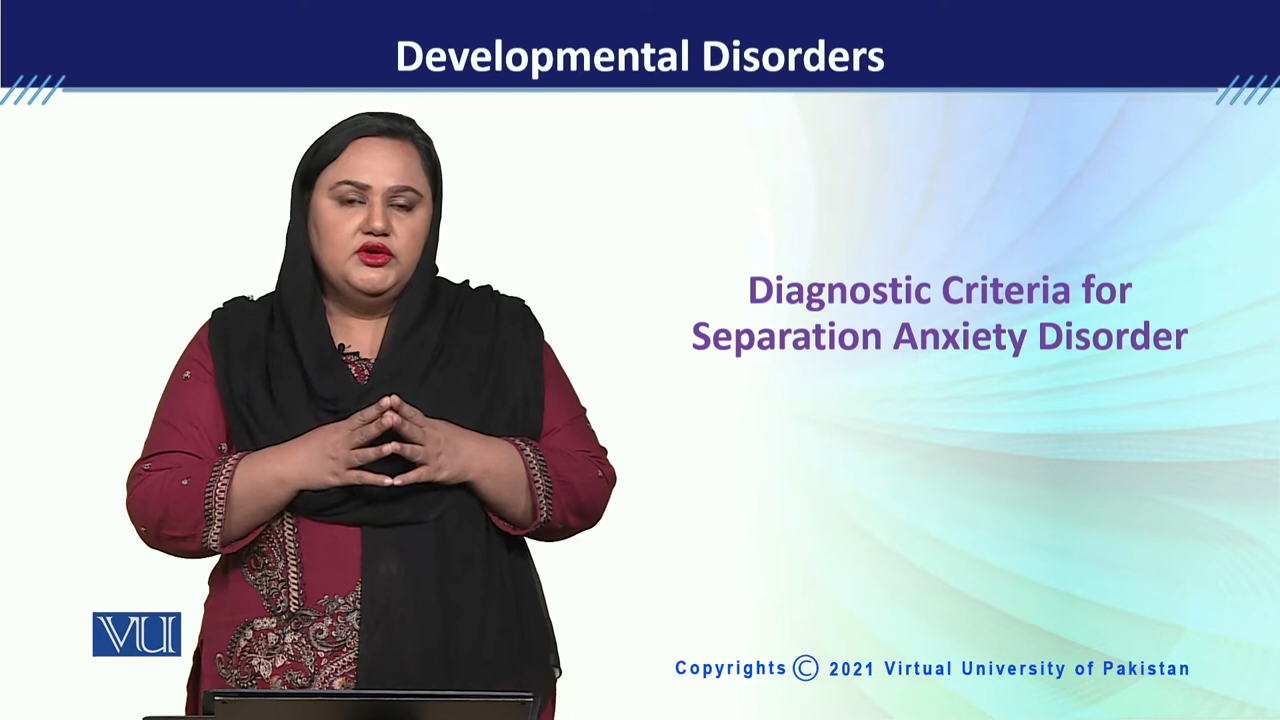 Developmental Disorders
Diagnostic Criteria for
Separation Anxiety Disorder
VU
Copyrights © 2021 Virtual University of Pakistan